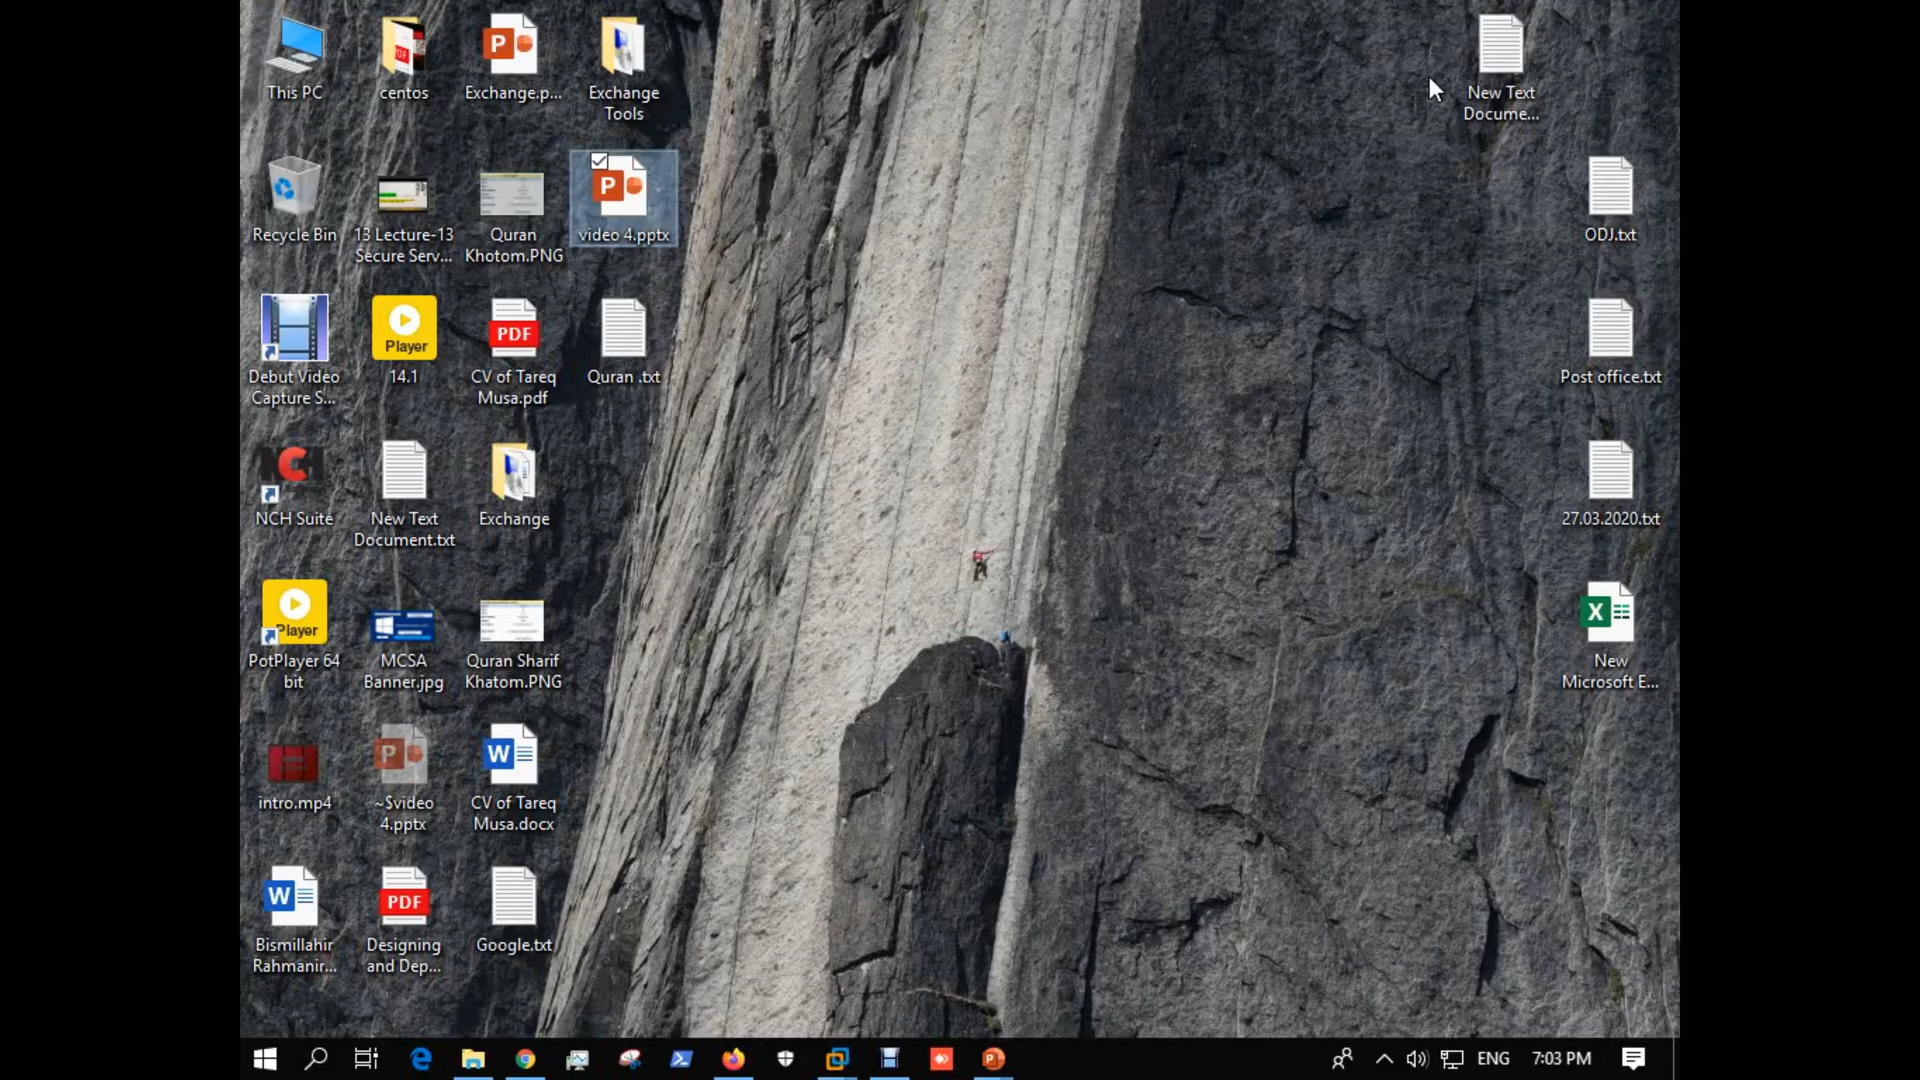 This PC
centos
Exchange.p...
Exchange
Tools
New Text
Docume...
Recycle Bin
13 Lecture-13
Secure Serv...
Quran
Khotom.PNG
video 4.pptx
ODJ.txt
Debut Video
Capture S...
Player
14.1
PDF
CV of Tareq
Musa.pdf
Quran .txt
Post office.txt
NCH Suite
New Text
Document.txt
Exchange
27.03.2020.txt
Player
PotPlayer 64
bit
MCSA
Banner.jpg
Quran Sharif
Khatom.PNG
New
Microsoft E...
intro.mp4
~$video
4.pptx
CV of Tareq
Musa.docx
Bismillahir
Rahmanir...
PDF
Designing
and Dep...
Google.txt
ENG
7:03 PM